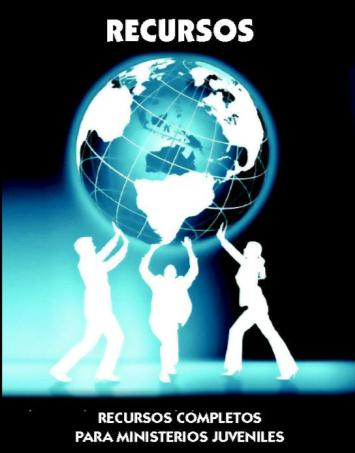 RECURSOS
RECURSOS COMPLETOS
PARA MINISTERIOS JUVENILES